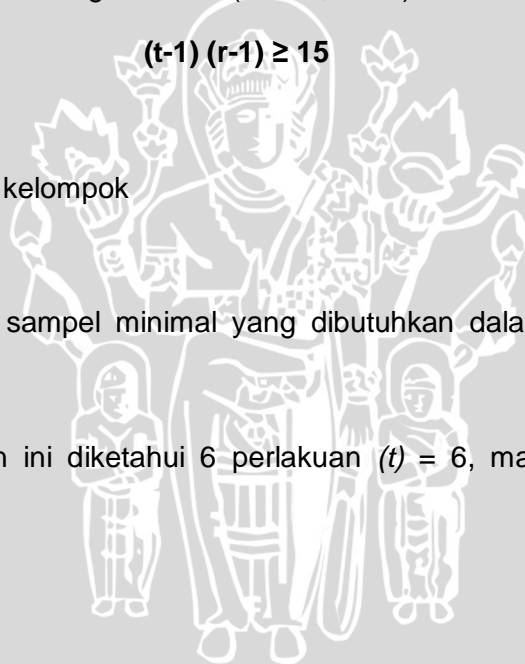 (t-1) (r-1) ≥ 15
kelompok
sampel minimal yang dibutuhkan dala
ini diketahui 6 perlakuan (t) = 6, ma